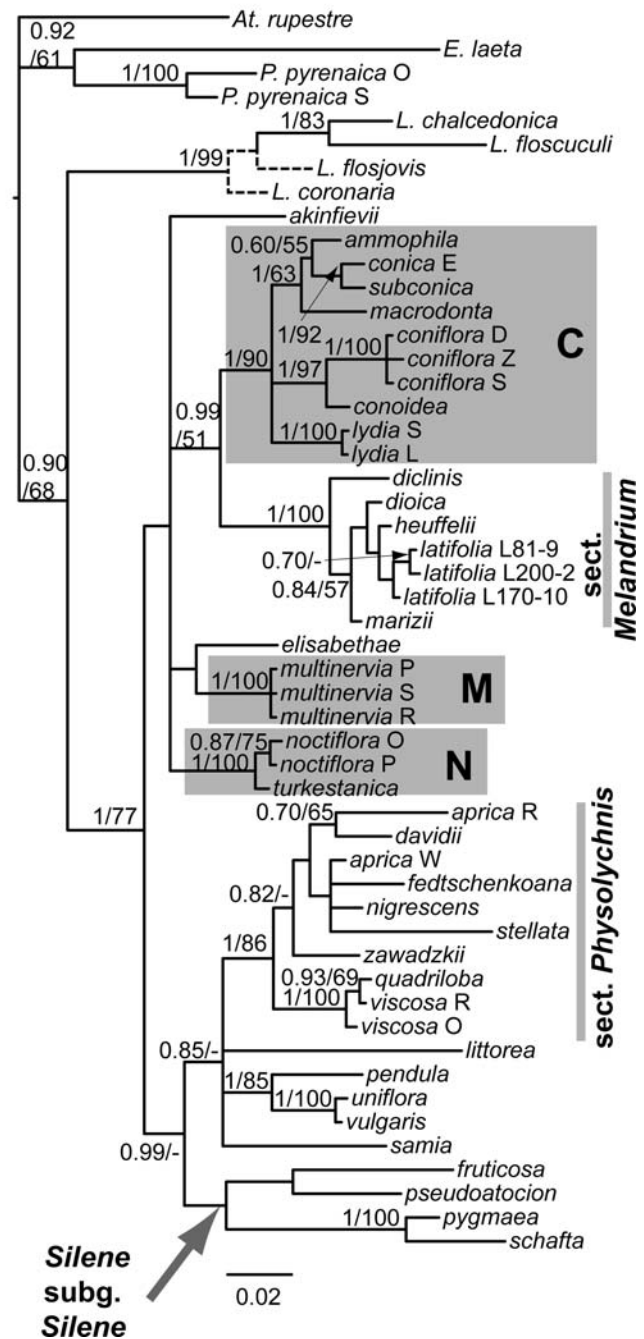 At. rupestre
0.92
/61
E. laeta
1/100
P. pyrenaica O
P. pyrenaica S
1/83
L. chalcedonica
L. floscuculi
1/99
L. flosjovis
L. coronaria
akinfievii
0.60/55
ammophila
1/63
conica E
subconica
macrodonta
1/92
1/100
coniflora D
1/90
1/97
coniflora Z
C
coniflora S
0.99
/51
conoidea
1/100
lydia S
lydia L
0.90
/68
diclinis
1/100
dioica
heuffelii
0.70/-
latifolia L81-9
latifolia L200-2
0.84/57
latifolia L170-10
marizii
sect.
Melandrium
elisabethae
1/100
multinervia P
multinervia S
M
multinervia R
0.87/75
noctiflora O
1/100
noctiflora P
N
turkestanica
1/77
0.70/65
aprica R
davidii
aprica W
0.82/-
fedtschenkoana
nigrescens
stellata
1/86
zawadzkii
0.93/69
quadriloba
1/100
viscosa R
viscosa O
sect. Physolychnis
0.85/-
littorea
1/85
pendula
1/100
uniflora
vulgaris
0.99/-
samia
fruticosa
pseudoatocion
1/100
pygmaea
schafta
Silene
subg.
Silene
0.02